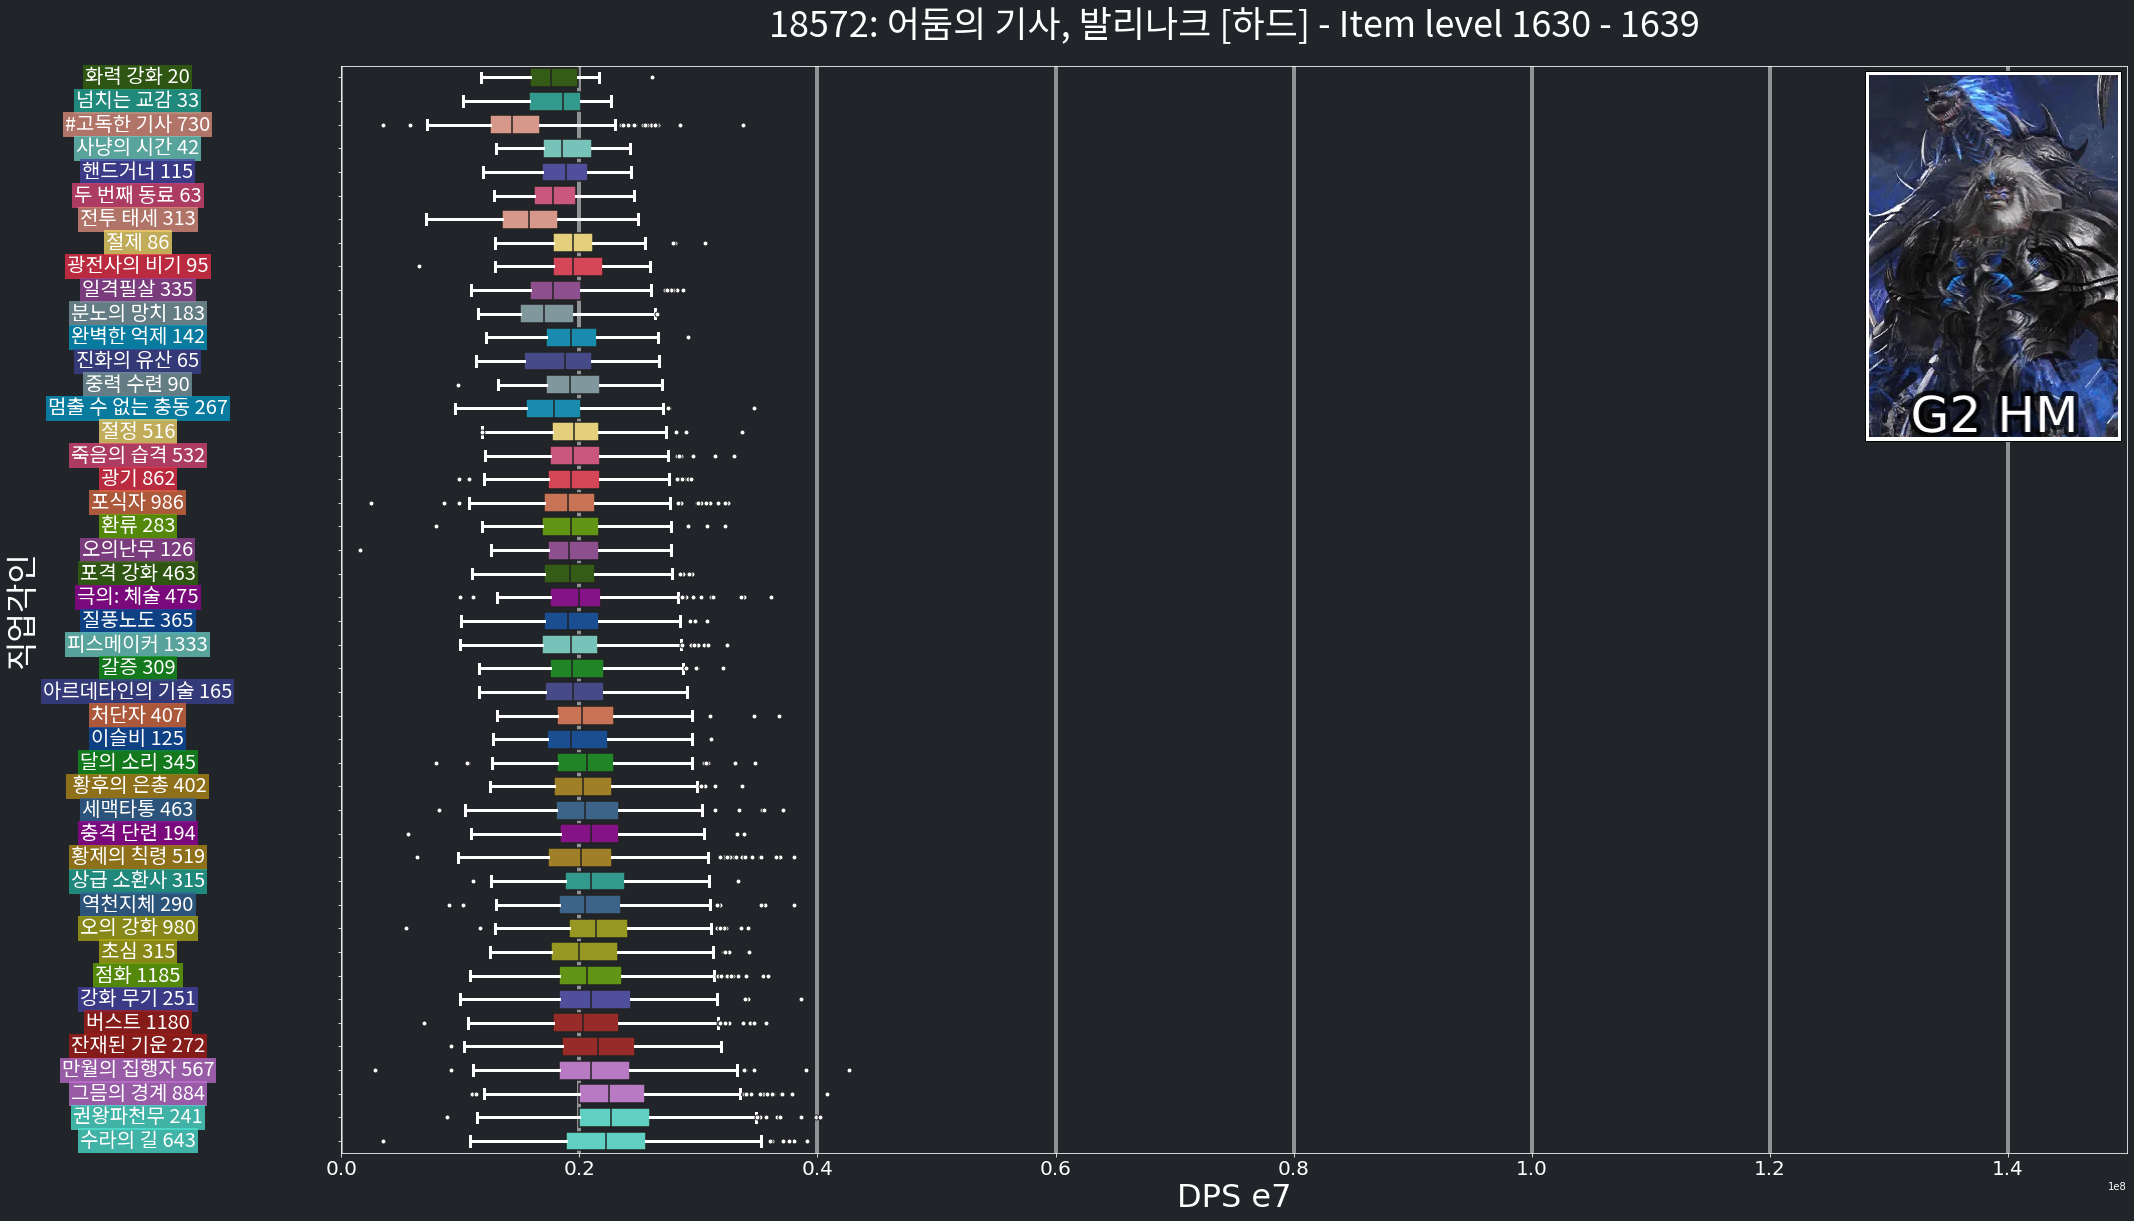 18572: 어둠의 기사, 발리나크 [하드] - Item level 1630 - 1639
화력 강화 20
넘치는 교감 33
#고독한 기사 730
사냥의 시간 42
핸드거너 115
두 번째 동료 63
전투 태세 313
절제 86
광전사의 비기 95
일격필살 335
분노의 망치 183
완벽한 억제 142
진화의 유산 65
중력 수련 90
멈출 수 없는 충동 267
절정 516
죽음의 습격 532
광기 862
포식자 986
환류 283
오의난무 126
포격 강화 463
극의: 체술 475
질풍노도 365
피스메이커 1333
갈증 309
아르데타인의 기술 165
처단자 407
이슬비 125
달의 소리 345
황후의 은총 402
세맥타통 463
충격 단련 194
황제의 칙령 519
상급 소환사 315
역천지체 290
오의 강화 980
초심 315
점화 1185
강화 무기 251
버스트 1180
잔재된 기운 272
만월의 집행자 567
그믐의 경계 884
권왕파천무 241
수라의 길 643
직업각인
G2 HM
0.0 0.2 0.4 0.6 0.8 1.0 1.2 1.4
DPS e7
1e8